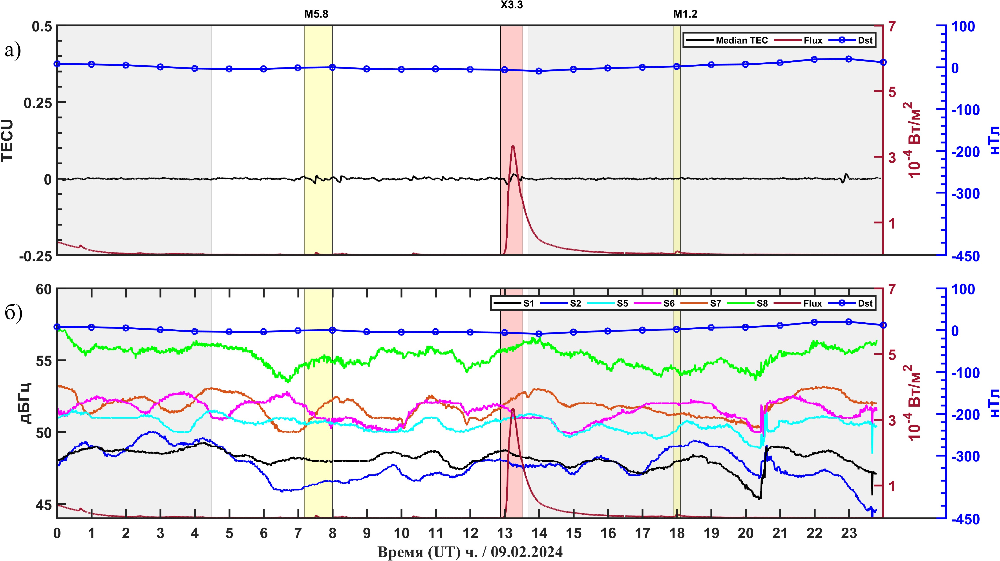 X3.3
M5.8
M1.2
а)
0.5
0.25
0
-0.25
TECU
Median TEC
Flux
Dst
7
5
3
1
10-4 Вт/м2
100
0
-100
-200
-300
-450
нТл
б)
60
55
50
45
дБГц
S1
S2
S5
S6
S7
S8
Flux
Dst
7
5
3
1
10-4 Вт/м2
100
0
-100
-200
-300
-450
нТл
0 1 2 3 4 5 6 7 8 9 10 11 12 13 14 15 16 17 18 19 20 21 22 23
Время (UT) ч. / 09.02.2024